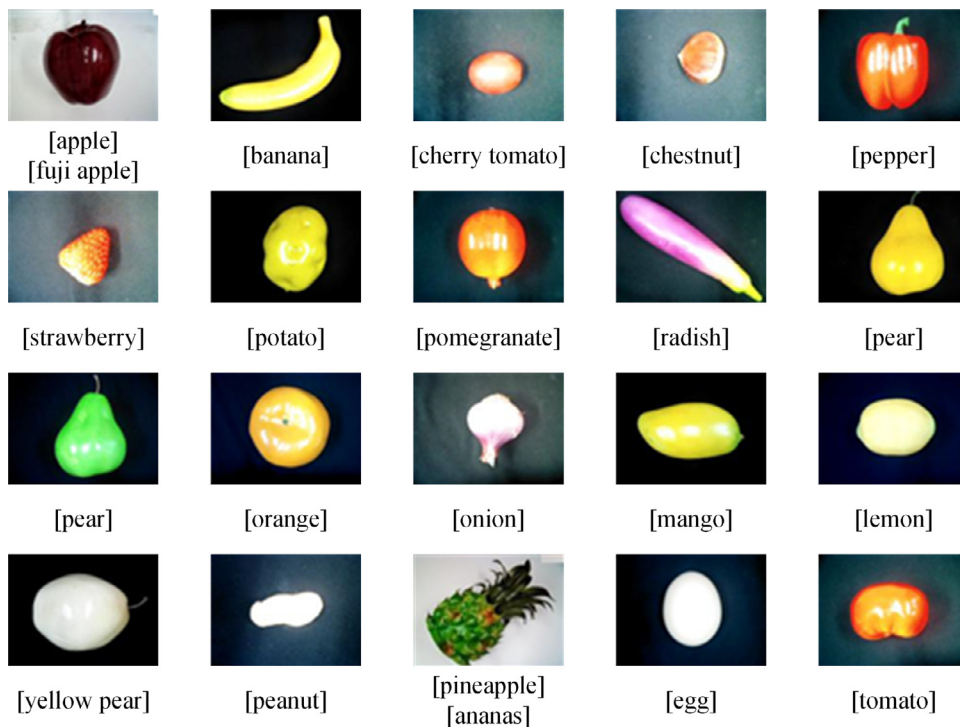 [apple]
[fuji apple]
[banana]
[cherry tomato]
[chestnut]
[pepper]
[strawberry]
[potato]
[pomegranate]
[radish]
[pear]
[pear]
[orange]
[onion]
[mango]
[lemon]
[yellow pear]
[peanut]
[pineapple]
[ananas]
[egg]
[tomato]